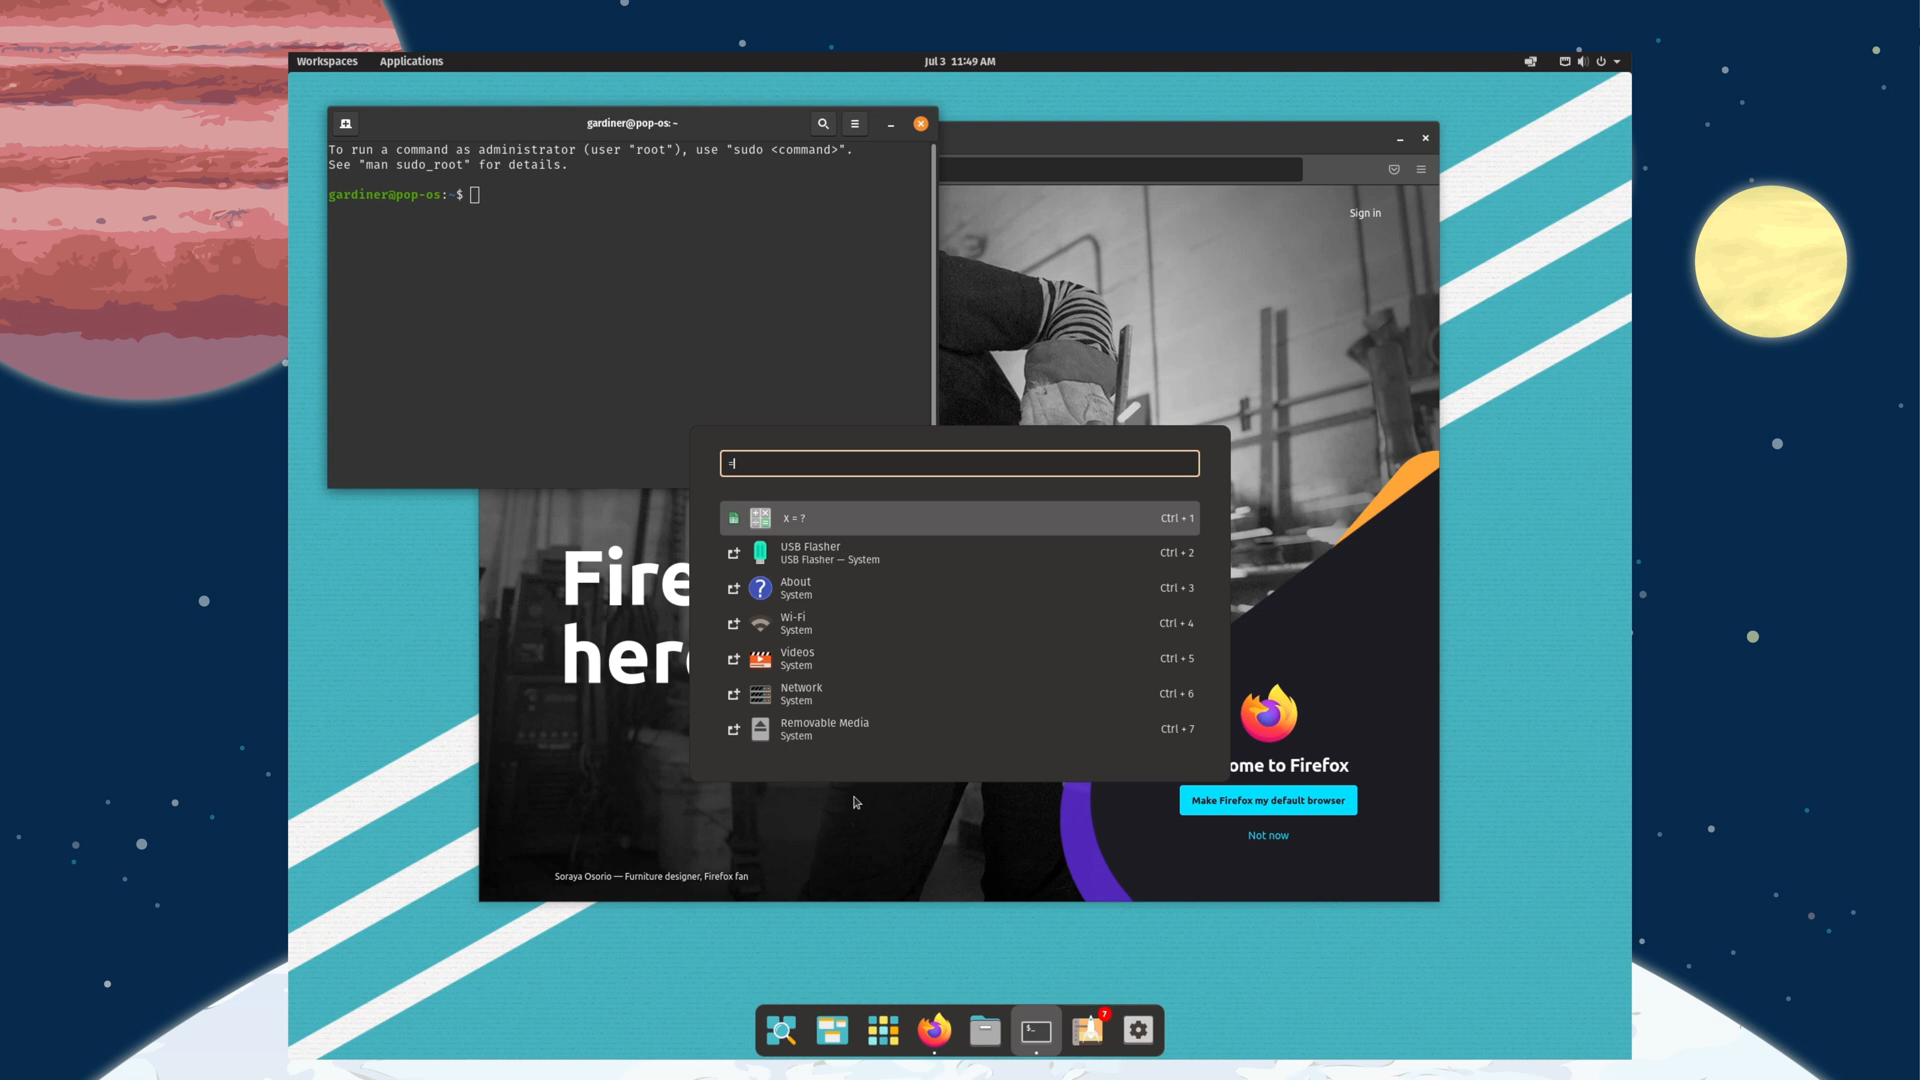 Workspaces
Applications
Jul 3 11:49 AM
gardiner@pop-os: ~
To run a command as administrator (user "root"), use "sudo <command>".
See "man sudo_root" for details.
gardiner@pop-os:~$
Sign in
=
x = ?
Ctrl + 1
USB Flasher
USB Flasher — System
Ctrl + 2
About
System
Ctrl + 3
Wi-Fi
System
Ctrl + 4
Videos
System
Ctrl + 5
Network
System
Ctrl + 6
Removable Media
System
Ctrl + 7
Fire
her
ome to Firefox
Make Firefox my default browser
Not now
Soraya Osorio — Furniture designer, Firefox fan
$_
7